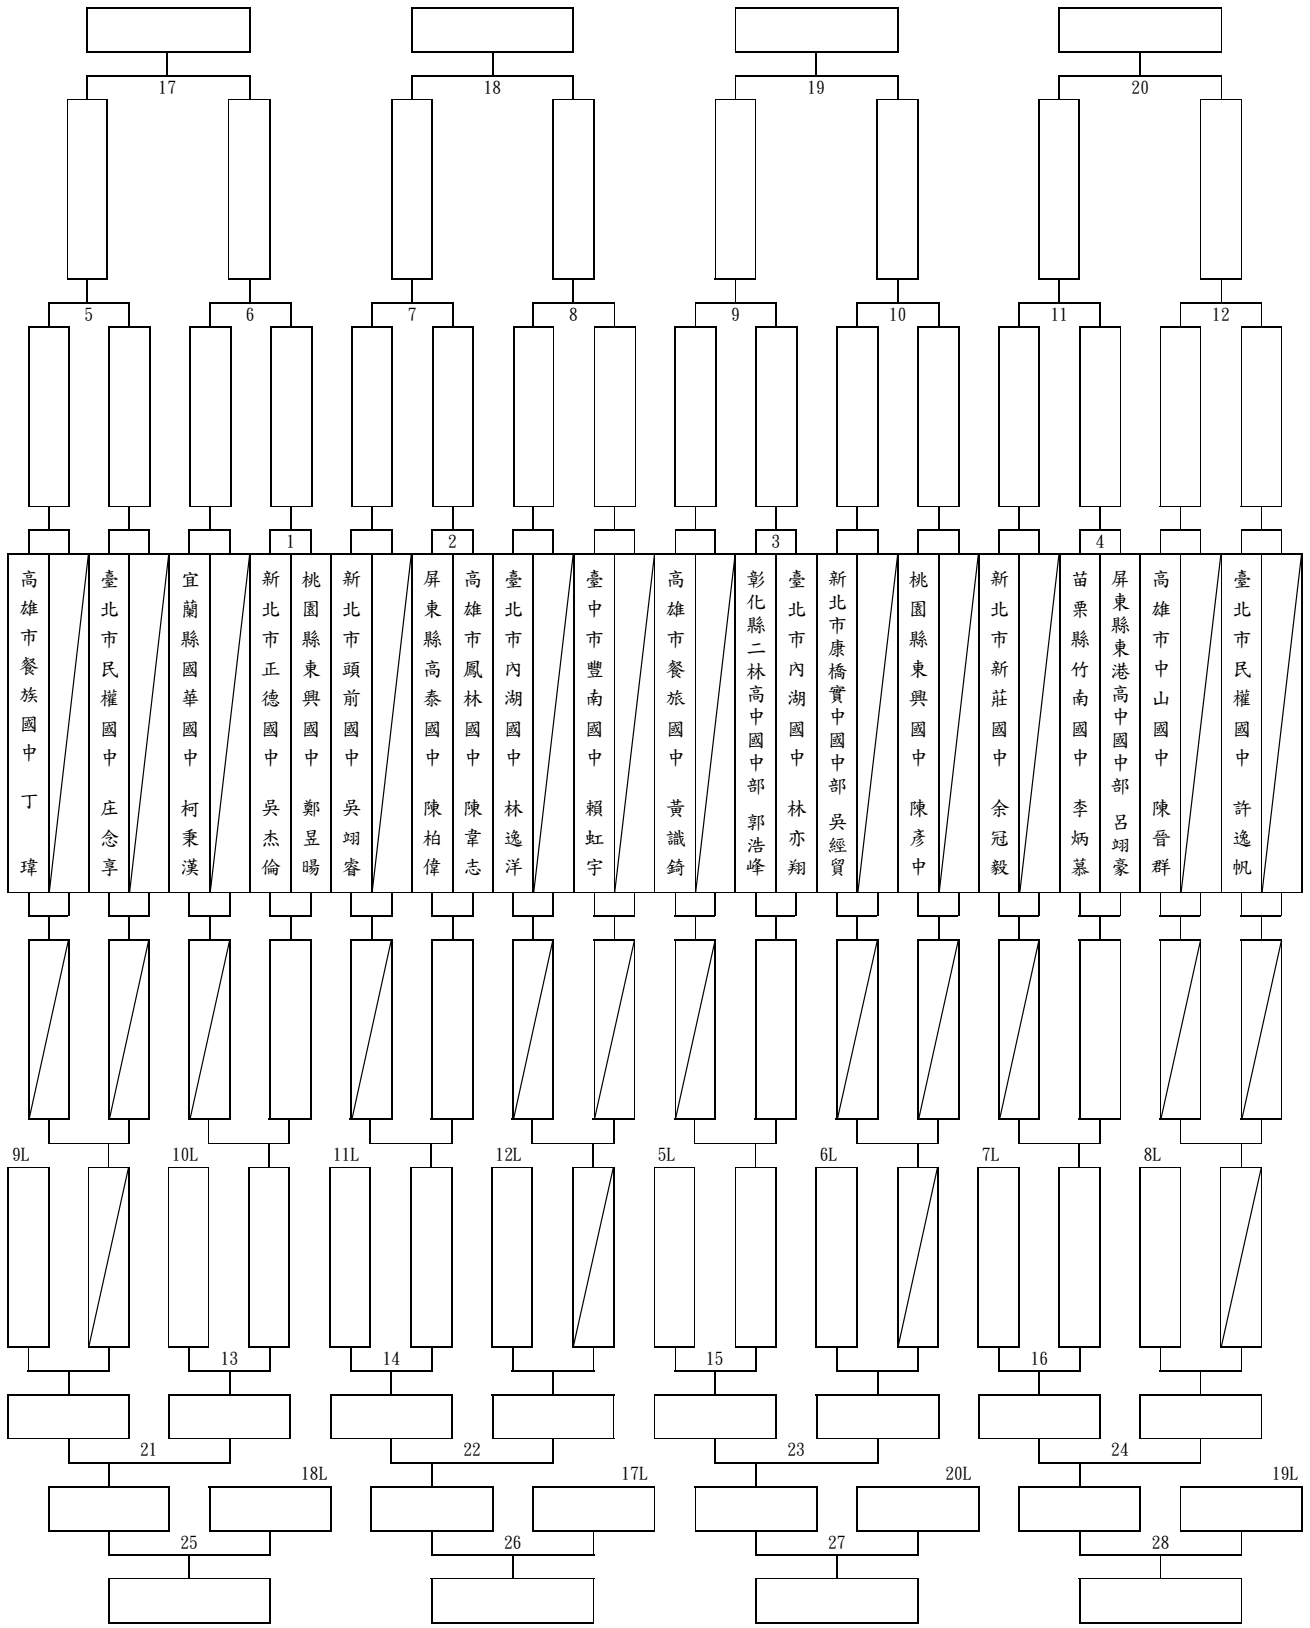 17
18
19
20
5
6
7
8
9
10
11
12
1
2
3
4
高雄市餐族國中 丁 瑋
臺北市民權國中 庄念享
宜蘭縣國華國中 柯秉漢
新北市正德國中 吳杰倫
桃園縣東興國中 鄭昱暘
新北市頭前國中 吳翊睿
屏東縣高泰國中 陳柏偉
高雄市鳳林國中 陳韋志
臺北市內湖國中 林逸洋
臺中市豐南國中 賴虹宇
高雄市餐旅國中 黃識錡
彰化縣二林高中國中部 郭浩峰
臺北市內湖國中 林亦翔
新北市康橋實中國中部 吳經貿
桃園縣東興國中 陳彥中
新北市新莊國中 余冠毅
苗栗縣竹南國中 李炳慕
屏東縣東港高中國中部 呂翊豪
高雄市中山國中 陳晉群
臺北市民權國中 許逸帆
9L
10L
11L
12L
5L
6L
7L
8L
13
14
15
16
21
22
23
24
18L
17L
20L
19L
25
26
27
28